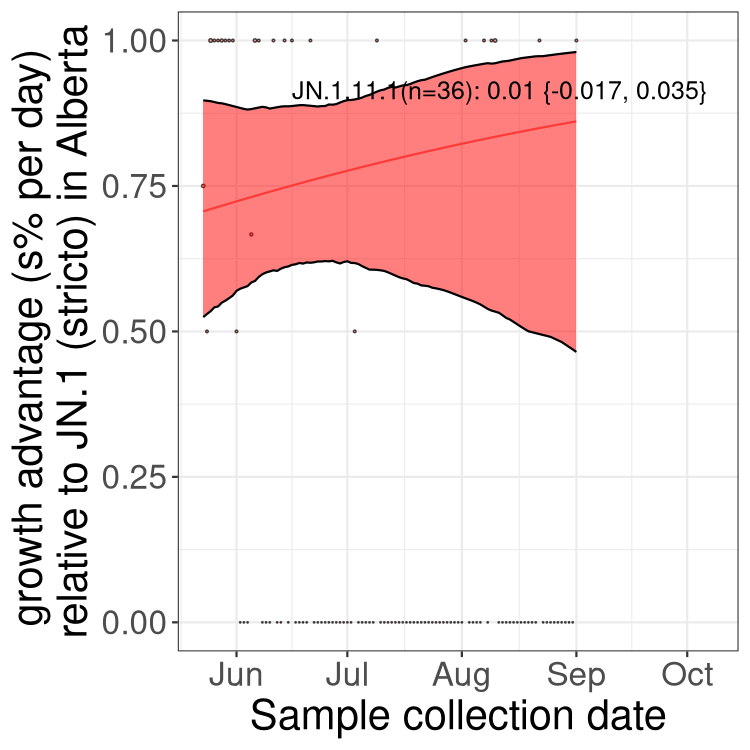 growth advantage (s% per day)
relative to JN.1 (stricto) in Alberta
1.00
0.75
0.50
0.25
0.00
JN.1.11.1(n=36): 0.01 {-0.017, 0.035}
Jun Jul Aug Sep Oct
Sample collection date